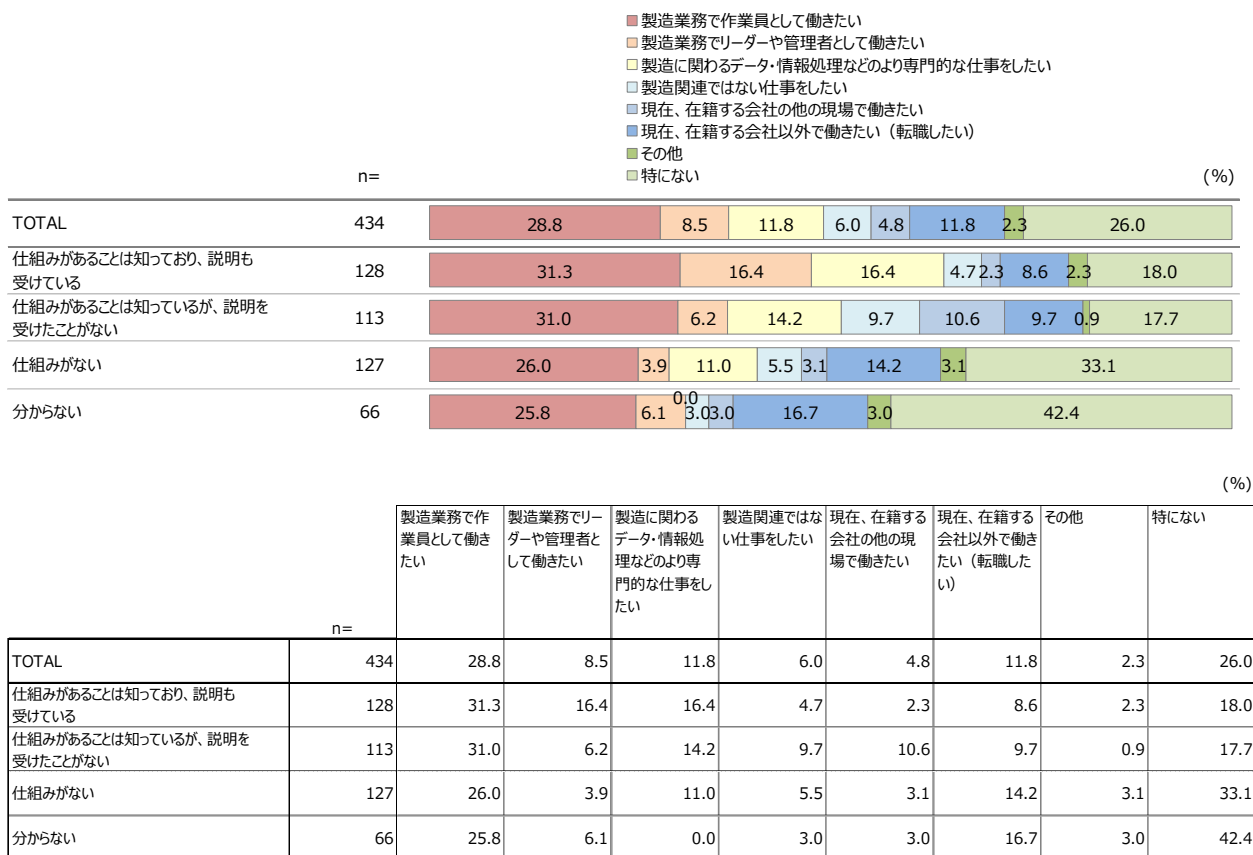 製造業務で作業員として働きたい
製造業務でリーダーや管理者として働きたい
製造に関わるデータ・情報処理などのより専門的な仕事をしたい
製造関連ではない仕事をしたい
現在、在籍する会社の他の現場で働きたい
現在、在籍する会社以外で働きたい（転職したい）
その他
特にない
n= (%)
TOTAL 434 28.8 8.5 11.8 6.0 4.8 11.8 2.3 26.0
仕組みがあることは知っており、説明も
受けている 128 31.3 16.4 16.4 4.7 2.3 8.6 2.3 18.0
仕組みがあることは知っているが、説明を
受けたことがない 113 31.0 6.2 14.2 9.7 10.6 9.7 0.9 17.7
仕組みがない 127 26.0 3.9 11.0 5.5 3.1 14.2 3.1 33.1
分からない 66 25.8 6.1 0.0 3.0 3.0 16.7 3.0 42.4
(%)
製造業務で作
業員として働き
たい
製造業務でリー
ダーや管理者と
して働きたい
製造に関わる
データ・情報処
理などのより専
門的な仕事をし
たい
製造関連ではな
い仕事をしたい
現在、在籍する
会社の他の現
場で働きたい
現在、在籍する
会社以外で働き
たい（転職した
い）
その他
特にない
n=
TOTAL 434 28.8 8.5 11.8 6.0 4.8 11.8 2.3 26.0
仕組みがあることは知っており、説明も
受けている 128 31.3 16.4 16.4 4.7 2.3 8.6 2.3 18.0
仕組みがあることは知っているが、説明を
受けたことがない 113 31.0 6.2 14.2 9.7 10.6 9.7 0.9 17.7
仕組みがない 127 26.0 3.9 11.0 5.5 3.1 14.2 3.1 33.1
分からない 66 25.8 6.1 0.0 3.0 3.0 16.7 3.0 42.4